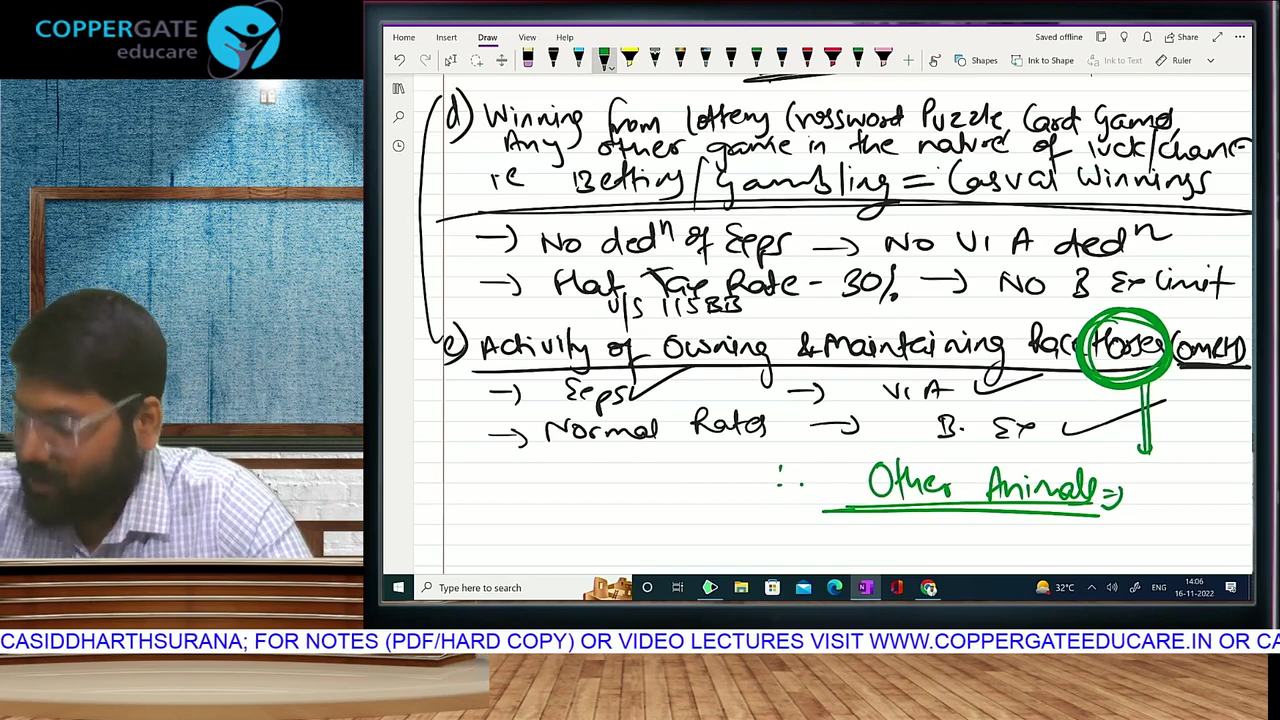 COPPERGATE
educare
Saved offline
Home Insert Draw View Help
Share
Shapes Ink to Shape Ink to Text Ruler
d) Winning from lottery Crossword Puzzle Card Games,
Any other game in the nature of luck/chance
ie Betting/Gambling = Casual Winnings
→ No dedn of Exps → No VI A dedn
→ Flat Tax Rate - 30% → No B Ex limit
U/S 115BB
e) Activity of Owning & Maintaining Race Horses (OMRH)
→ Exps ✓ → VI A ✓
→ Normal Rates → B. Ex ✓
∴ Other Animals ⇒
Type here to search
32°C ENG 14:06
16-11-2022
CASIDDHARTHSURANA; FOR NOTES (PDF/HARD COPY) OR VIDEO LECTURES VISIT WWW.COPPERGATEEDUCARE.IN OR CA